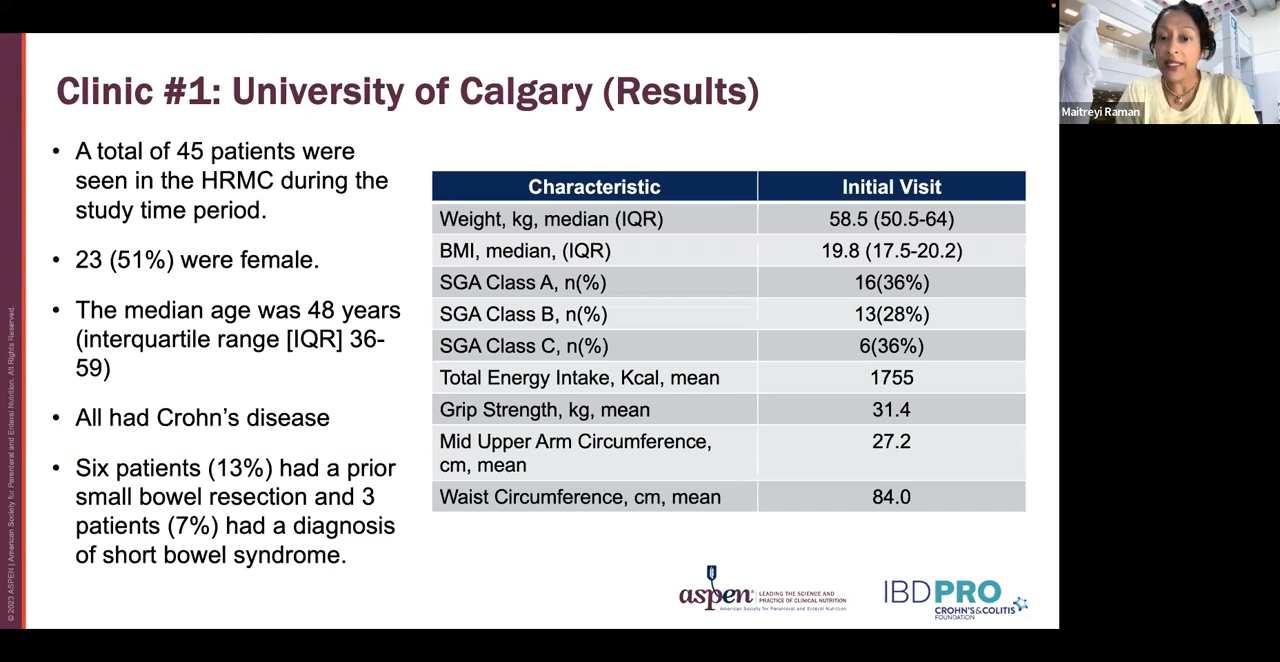 Maitreyi Raman
Clinic #1: University of Calgary (Results)
• A total of 45 patients were
seen in the HRMC during the
study time period.
• 23 (51%) were female.
• The median age was 48 years
(interquartile range [IQR] 36-
59)
• All had Crohn’s disease
• Six patients (13%) had a prior
small bowel resection and 3
patients (7%) had a diagnosis
of short bowel syndrome.
Characteristic Initial Visit
Weight, kg, median (IQR) 58.5 (50.5-64)
BMI, median, (IQR) 19.8 (17.5-20.2)
SGA Class A, n(%) 16(36%)
SGA Class B, n(%) 13(28%)
SGA Class C, n(%) 6(36%)
Total Energy Intake, Kcal, mean 1755
Grip Strength, kg, mean 31.4
Mid Upper Arm Circumference, 27.2
cm, mean
Waist Circumference, cm, mean 84.0
© 2023 ASPEN | American Society for Parenteral and Enteral Nutrition. All Rights Reserved.
aspen LEADING THE SCIENCE AND
PRACTICE OF CLINICAL NUTRITION
American Society for Parenteral and Enteral Nutrition
IBDPRO
CROHN'S & COLITIS
FOUNDATION